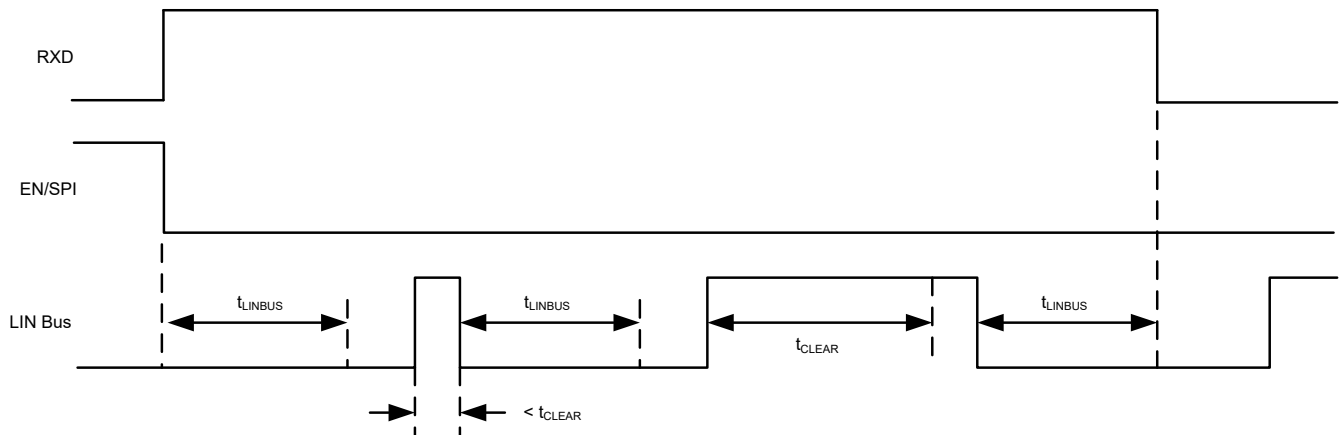 RXD
EN/SPI
LIN Bus
tLINBUS
tLINBUS
tCLEAR
tLINBUS
< tCLEAR